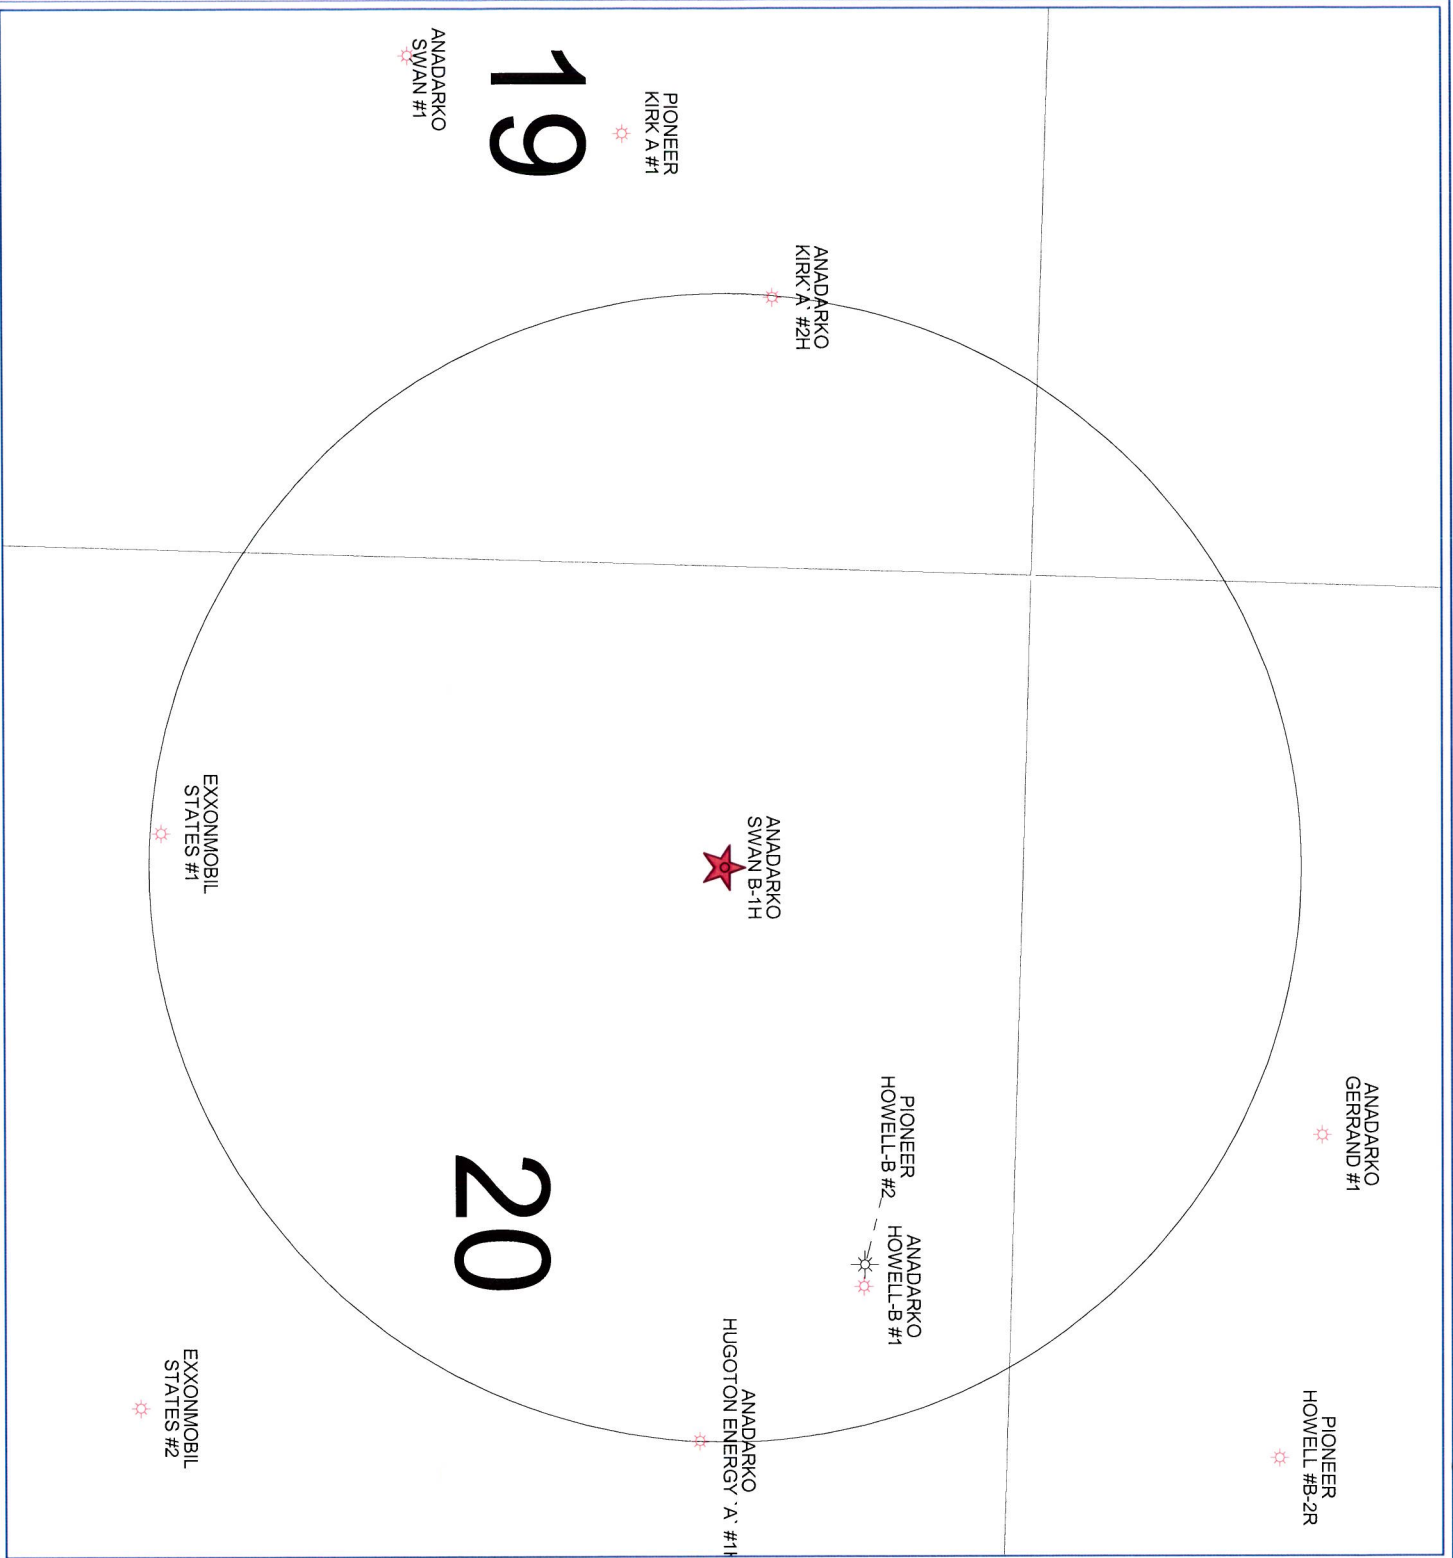 ANADARKO
GERRAND #1
PIONEER
HOWELL #B-2R
PIONEER
HOWELL-B #2
ANADARKO
HOWELL-B #1
ANADARKO
KIRK`A` #2H
ANADARKO
SWAN B-1H
ANADARKO
HUGOTON ENERGY `A` #1H
PIONEER
KIRK A #1
19
20
ANADARKO
SWAN #1
EXXONMOBIL
STATES #1
EXXONMOBIL
STATES #2